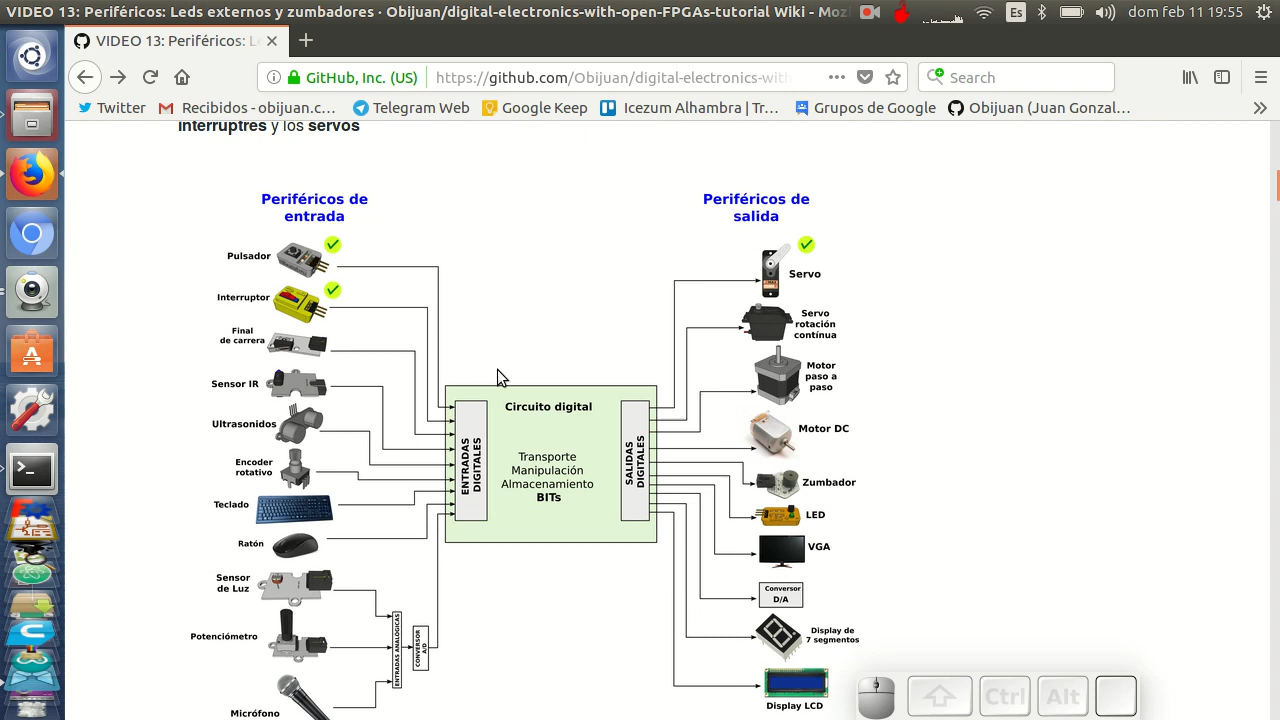 VIDEO 13: Periféricos: Leds externos y zumbadores · Obijuan/digital-electronics-with-open-FPGAs-tutorial Wiki - Moz
Es
dom feb 11 19:55
VIDEO 13: Periféricos: Le
GitHub, Inc. (US)
https://github.com/Obijuan/digital-electronics-with
Search
Twitter
Recibidos - obijuan.c…
Telegram Web
Google Keep
Icezum Alhambra | Tr…
Grupos de Google
Obijuan (Juan Gonzal…
interruptres y los servos
Periféricos de
entrada
Periféricos de
salida
Pulsador
Servo
Interruptor
Servo
rotación
contínua
Final
de carrera
Motor
paso a
paso
Sensor IR
Circuito digital
Ultrasonidos
Motor DC
ENTRADAS
DIGITALES
Transporte
Manipulación
Almacenamiento
BITs
SALIDAS
DIGITALES
Encoder
rotativo
Zumbador
Teclado
LED
Ratón
VGA
Sensor
de Luz
Conversor
D/A
Potenciómetro
ENTRADAS ANALOGICAS
CONVERSOR
A/D
Display de
7 segmentos
Micrófono
Display LCD
Ctrl
Alt